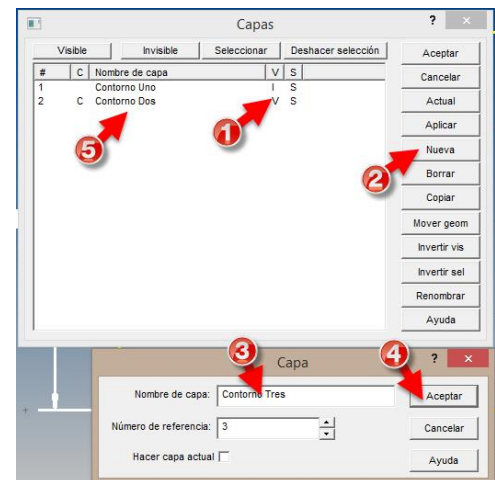 Capas
?
Visible Invisible Seleccionar Deshacer selección
# C Nombre de capa V S
1 Contorno Uno I S
2 C Contorno Dos V S
Aceptar
Cancelar
Actual
Aplicar
Nueva
Borrar
Copiar
Mover geom
Invertir vis
Invertir sel
Renombrar
Ayuda
1
2
5
3
4
Capa
?
Nombre de capa: Contorno Tres
Aceptar
Número de referencia: 3
Cancelar
Hacer capa actual
Ayuda